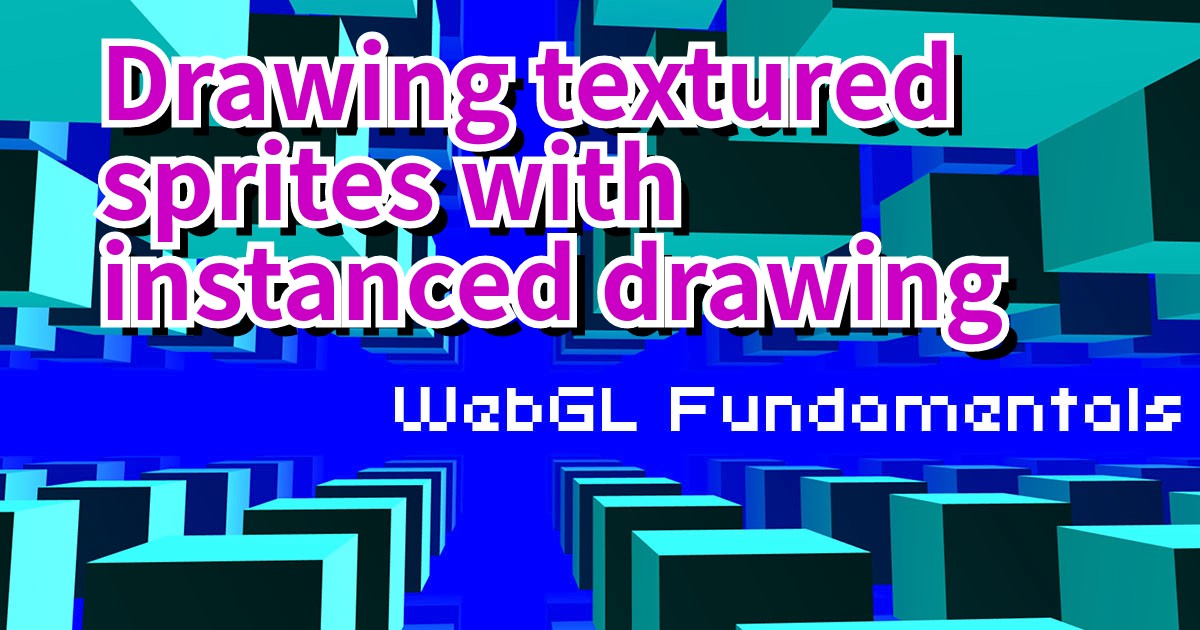 Drawing textured
sprites with
instanced drawing
WebGL Fundamentals